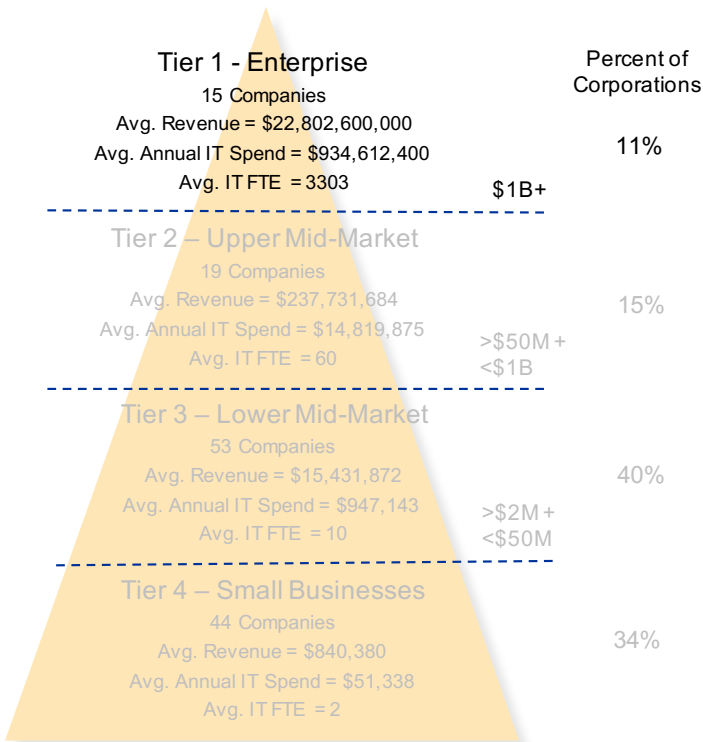 Tier 1 - Enterprise
15 Companies
Avg. Revenue = $22,802,600,000
Avg. Annual IT Spend = $934,612,400
Avg. IT FTE = 3303
Percent of
Corporations
11%
$1B+
Tier 2 – Upper Mid-Market
19 Companies
Avg. Revenue = $237,731,684
Avg. Annual IT Spend = $14,819,875
Avg. IT FTE = 60
15%
>$50M +
<$1B
Tier 3 – Lower Mid-Market
53 Companies
Avg. Revenue = $15,431,872
Avg. Annual IT Spend = $947,143
Avg. IT FTE = 10
40%
>$2M +
<$50M
Tier 4 – Small Businesses
44 Companies
Avg. Revenue = $840,380
Avg. Annual IT Spend = $51,338
Avg. IT FTE = 2
34%